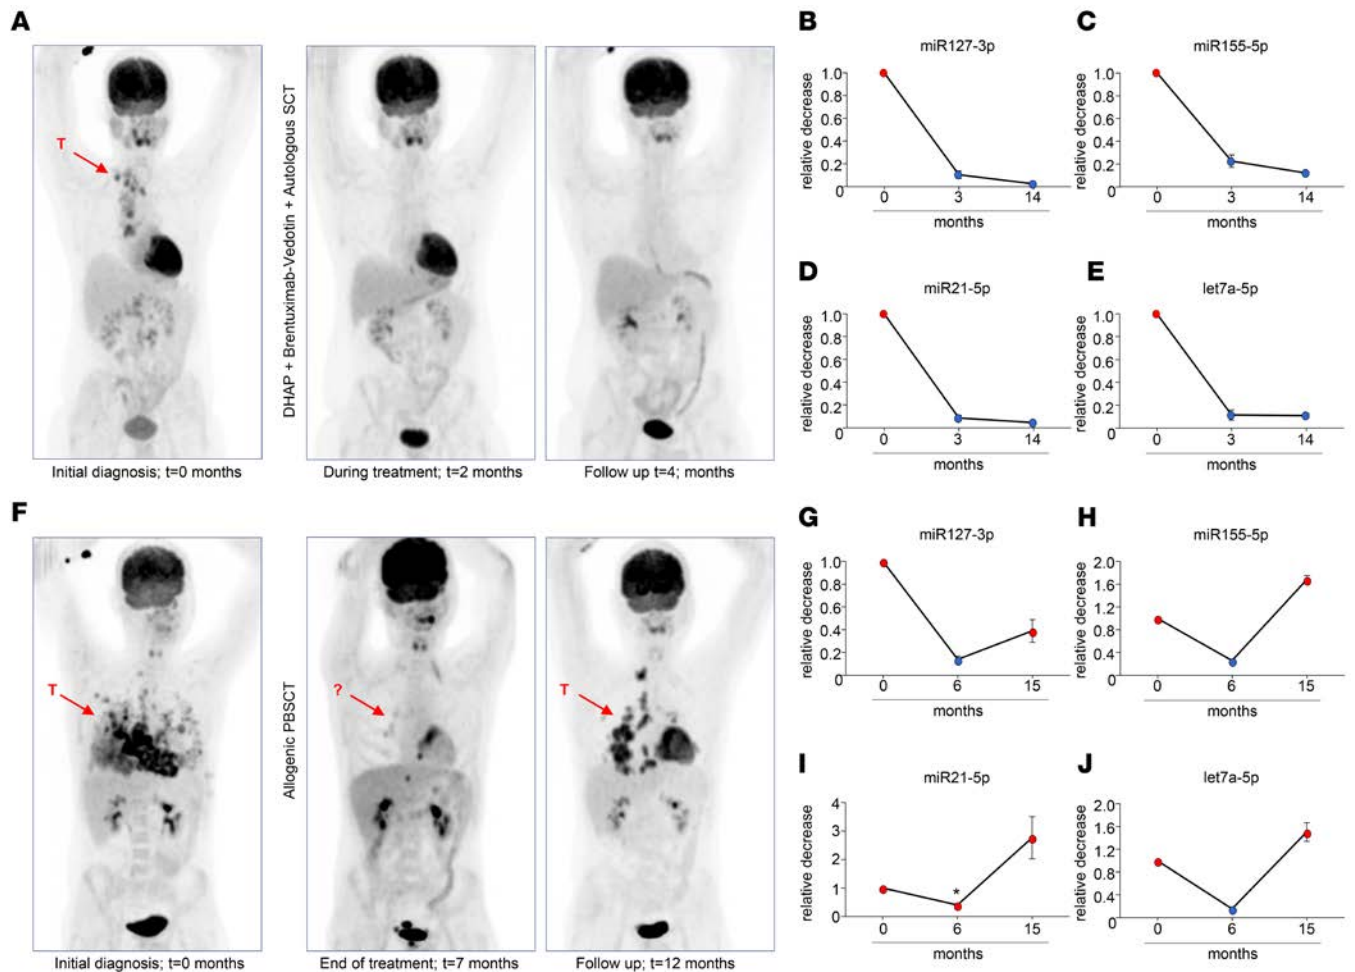 A
T
DHAP + Brentuximab-Vedotin + Autologous SCT
Initial diagnosis; t=0 months
During treatment; t=2 months
Follow up t=4; months
B
miR127-3p
relative decrease
1.0
0.8
0.6
0.4
0.2
0
0 3 14
months
C
miR155-5p
relative decrease
1.0
0.8
0.6
0.4
0.2
0
0 3 14
months
D
miR21-5p
relative decrease
1.0
0.8
0.6
0.4
0.2
0
0 3 14
months
E
let7a-5p
relative decrease
1.0
0.8
0.6
0.4
0.2
0
0 3 14
months
F
T
Allogenic PBSCT
?
T
Initial diagnosis; t=0 months
End of treatment; t=7 months
Follow up; t=12 months
G
miR127-3p
relative decrease
1.0
0.8
0.6
0.4
0.2
0
0 6 15
months
H
miR155-5p
relative decrease
2.0
1.6
1.2
0.8
0.4
0
0 6 15
months
I
miR21-5p
relative decrease
4
3
2
1
0
*
0 6 15
months
J
let7a-5p
relative decrease
2.0
1.6
1.2
0.8
0.4
0
0 6 15
months